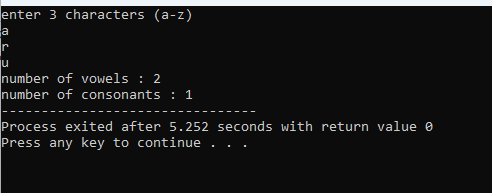 enter 3 characters (a-z)
a
r
u
number of vowels : 2
number of consonants : 1
--------------------------------
Process exited after 5.252 seconds with return value 0
Press any key to continue . . .